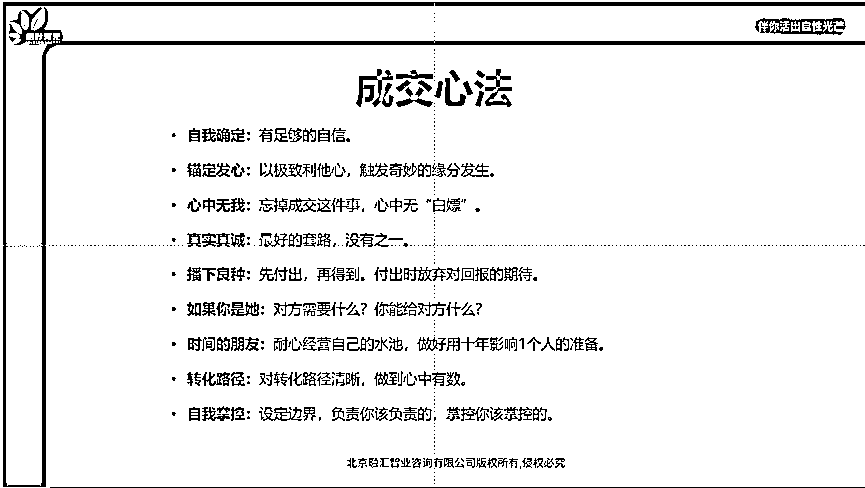 伴你活出自性光芒
成交心法
• 自我确定：有足够的自信。
• 锚定发心：以极致利他心，触发奇妙的缘分发生。
• 心中无我：忘掉成交这件事，心中无“白嫖”。
• 真实真诚：最好的套路，没有之一。
• 播下良种：先付出，再得到。付出时放弃对回报的期待。
• 如果你是她：对方需要什么？你能给对方什么？
• 时间的朋友：耐心经营自己的水池，做好用十年影响1个人的准备。
• 转化路径：对转化路径清晰，做到心中有数。
• 自我掌控：设定边界，负责你该负责的，掌控你该掌控的。
智业咨询有限公司版权所有,侵权必究